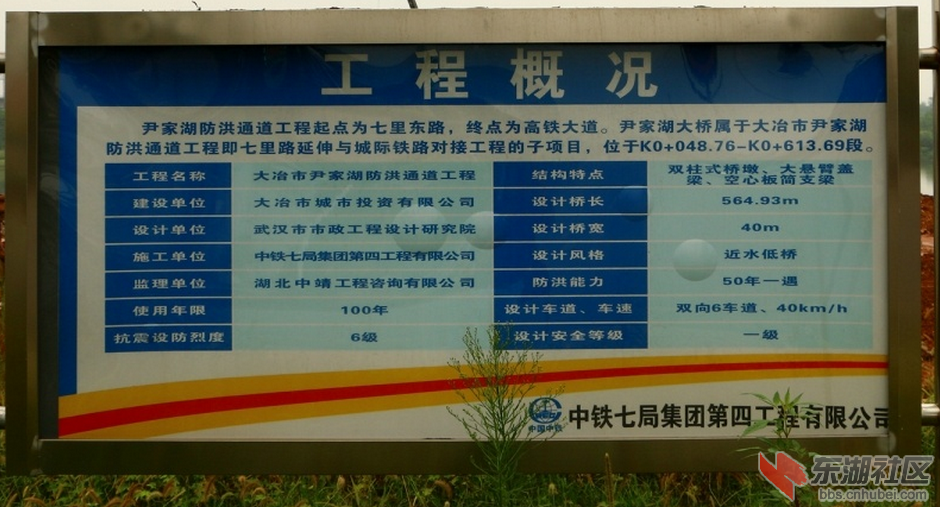 工程概况
尹家湖防洪通道工程起点为七里东路，终点为高铁大道。尹家湖大桥属于大冶市尹家湖
防洪通道工程即七里路延伸与城际铁路对接工程的子项目，位于K0+048.76-K0+613.69段。
工程名称 大冶市尹家湖防洪通道工程 结构特点 双柱式桥墩、大悬臂盖
梁、空心板简支梁
建设单位 大冶市城市投资有限公司 设计桥长 564.93m
设计单位 武汉市市政工程设计研究院 设计桥宽 40m
施工单位 中铁七局集团第四工程有限公司 设计风格 近水低桥
监理单位 湖北中靖工程咨询有限公司 防洪能力 50年一遇
使用年限 100年 设计车道、车速 双向6车道、40km/h
抗震设防烈度 6级 设计安全等级 一级
中国中铁 中铁七局集团第四工程有限公司
东湖社区
bbs.cnhubei.com